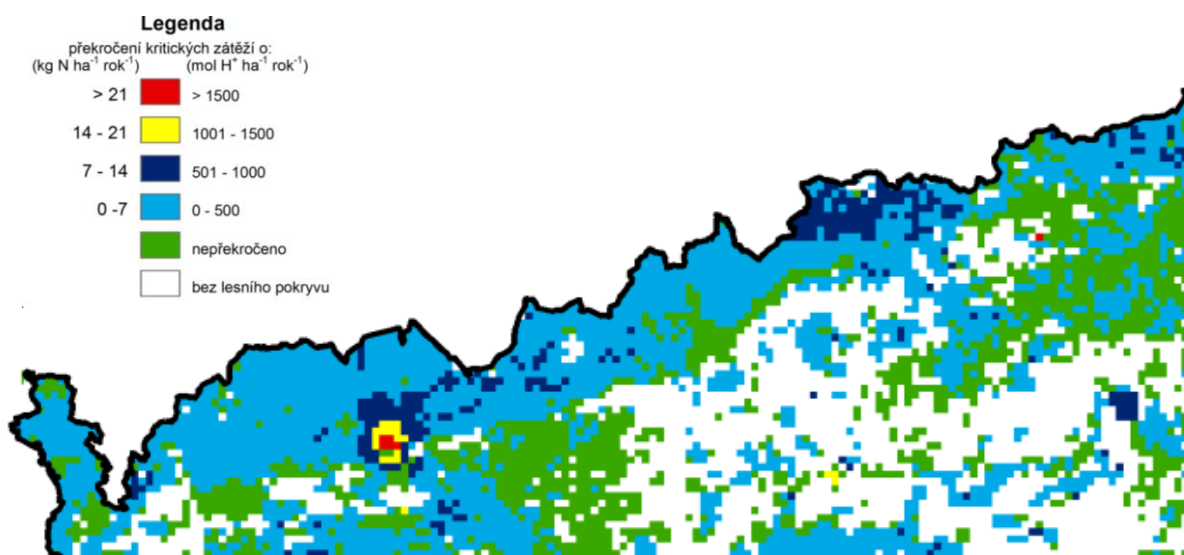 Legenda
překročení kritických zátěží o:
(kg N ha⁻¹ rok⁻¹) (mol H⁺ ha⁻¹ rok⁻¹)
> 21 > 1500
14 - 21 1001 - 1500
7 - 14 501 - 1000
0 -7 0 - 500
nepřekročeno
bez lesního pokryvu